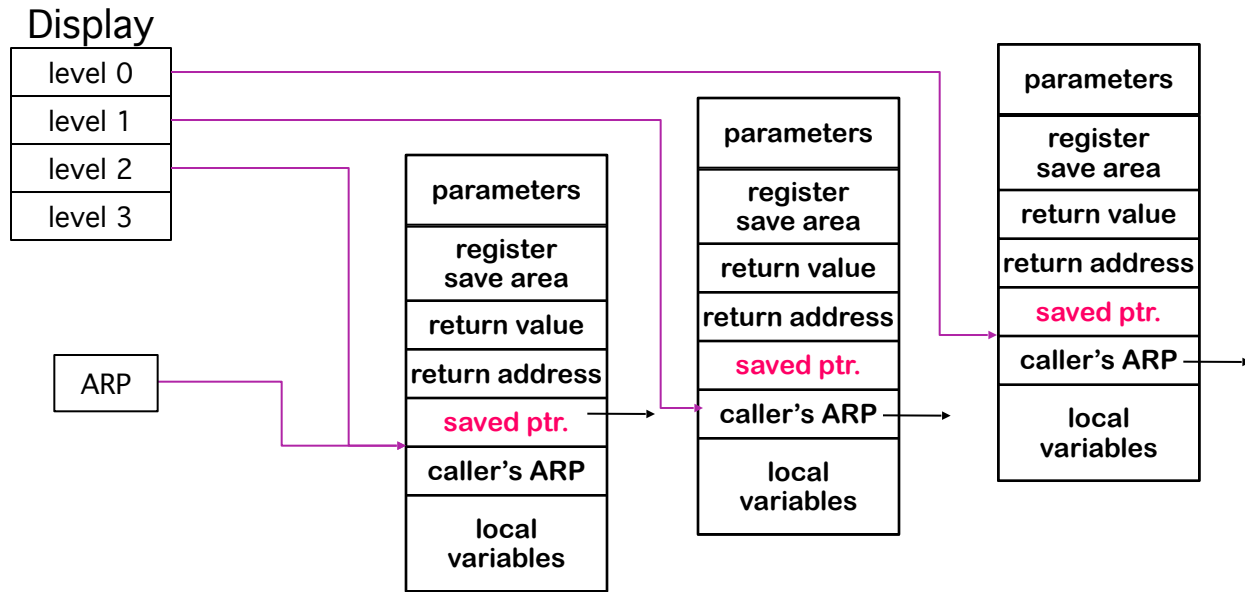 Display
level 0
level 1
level 2
level 3
ARP
parameters
register
save area
return value
return address
saved ptr.
caller's ARP
local
variables
parameters
register
save area
return value
return address
saved ptr.
caller's ARP
local
variables
parameters
register
save area
return value
return address
saved ptr.
caller's ARP
local
variables